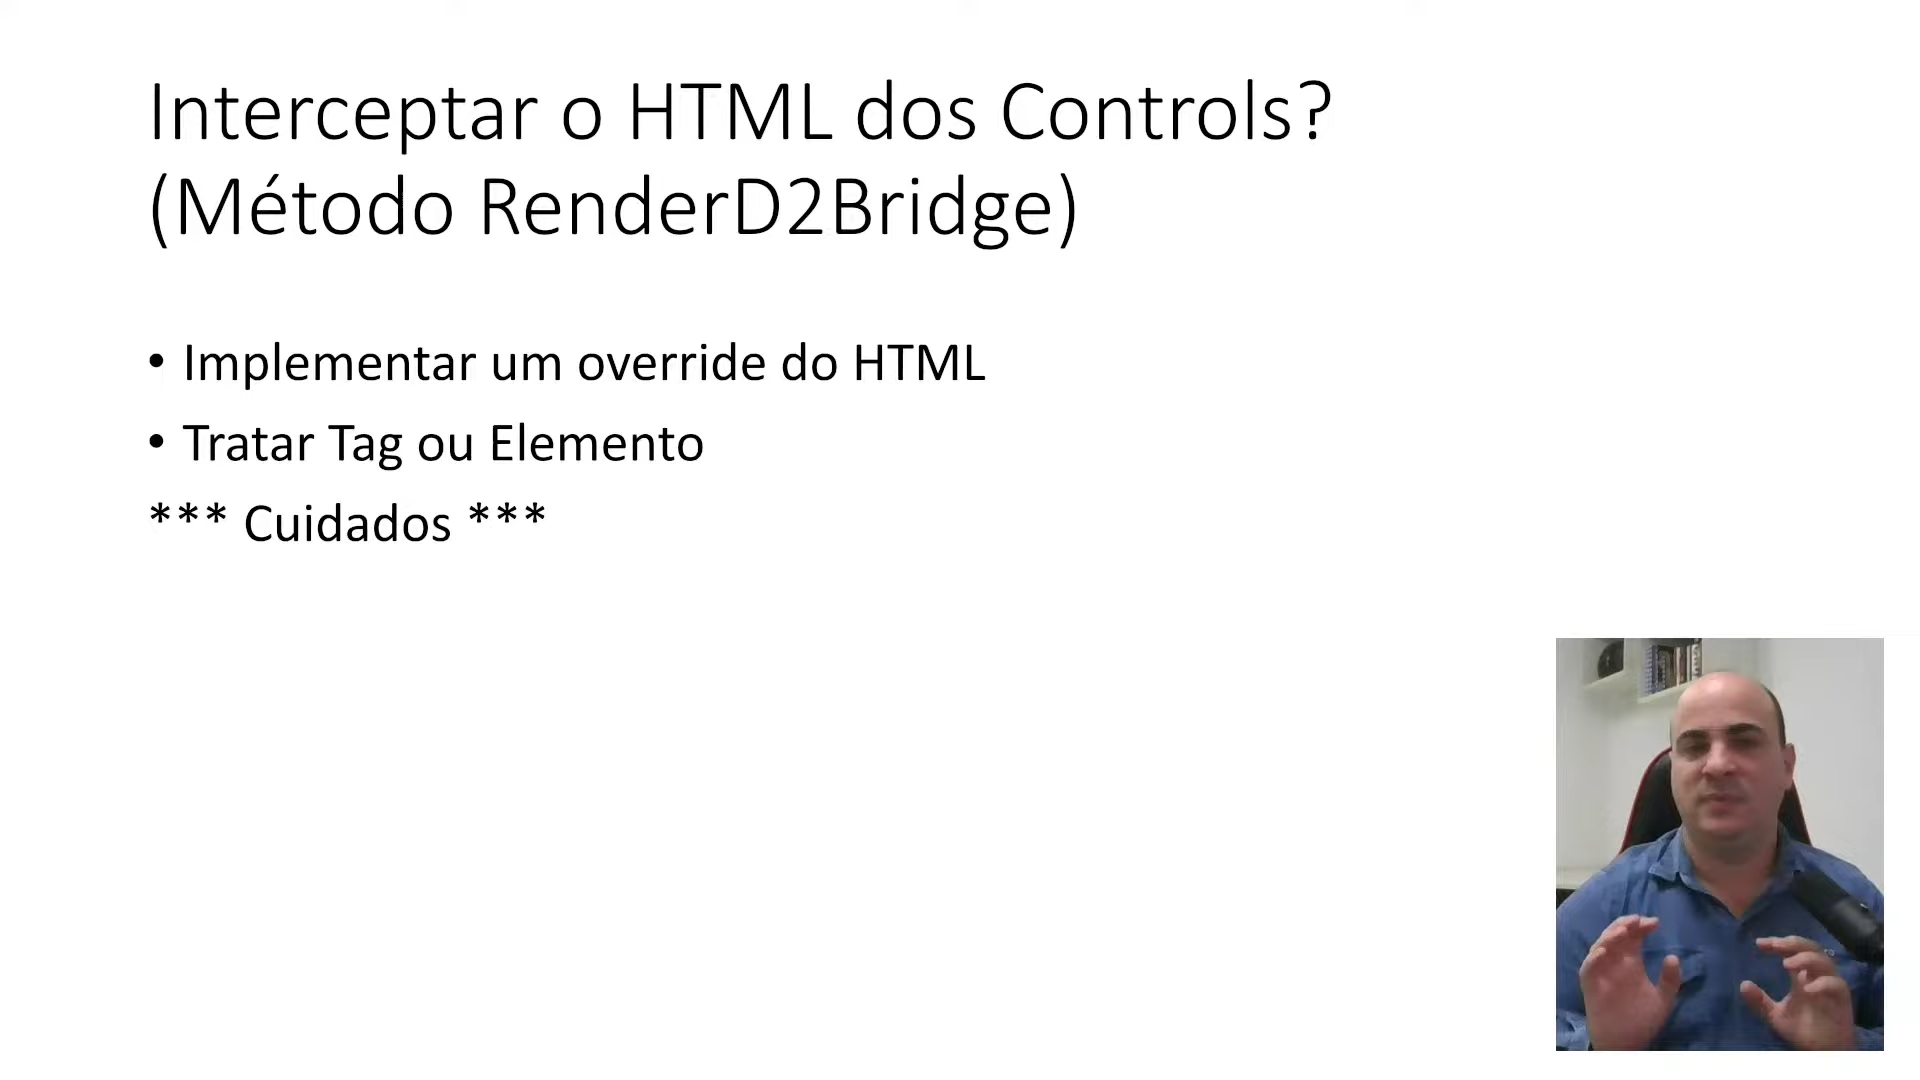 Interceptar o HTML dos Controls?
(Método RenderD2Bridge)
• Implementar um override do HTML
• Tratar Tag ou Elemento
*** Cuidados ***